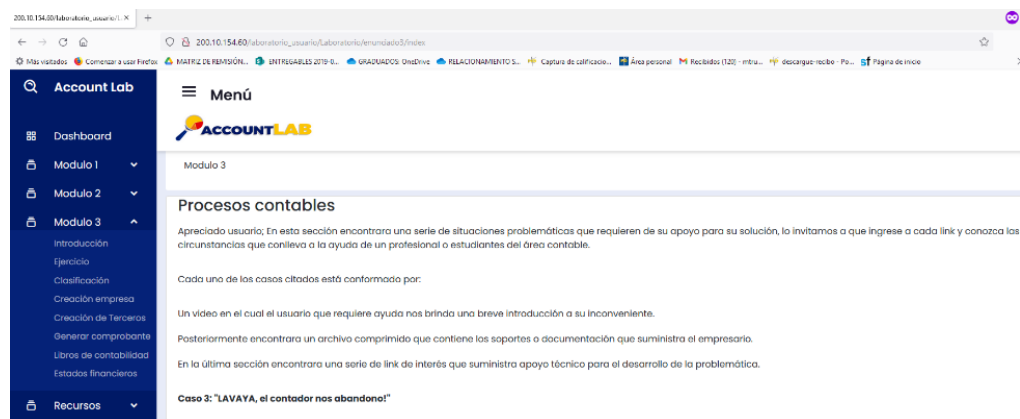 200.10.154.60/laboratorio_usuario/L
200.10.154.60/laboratorio_usuario/Laboratorio/enunciado3/index
Más visitados
Comenzar a usar Firefox
MATRIZ DE REMISIÓN...
ENTREGABLES 2019-0...
GRADUADOS: OneDrive
RELACIONAMIENTO S...
Captura de calificacio...
Área personal
Recibidos (120) - mtru...
descargue-recibo - Po...
Página de inicio
Account Lab
Menú
ACCOUNTLAB
Dashboard
Modulo 1
Modulo 2
Modulo 3
Introducción
Ejercicio
Clasificación
Creación empresa
Creación de Terceros
Generar comprobante
Libros de contabilidad
Estados financieros
Recursos
Modulo 3
Procesos contables
Apreciado usuario; En esta sección encontrara una serie de situaciones problemáticas que requieren de su apoyo para su solución, lo invitamos a que ingrese a cada link y conozca las
circunstancias que conlleva a la ayuda de un profesional o estudiantes del área contable.
Cada uno de los casos citados está conformado por:
Un video en el cual el usuario que requiere ayuda nos brinda una breve introducción a su inconveniente.
Posteriormente encontrara un archivo comprimido que contiene los soportes o documentación que suministra el empresario.
En la última sección encontrara una serie de link de interés que suministra apoyo técnico para el desarrollo de la problemática.
Caso 3: "LAVAYA, el contador nos abandono!"